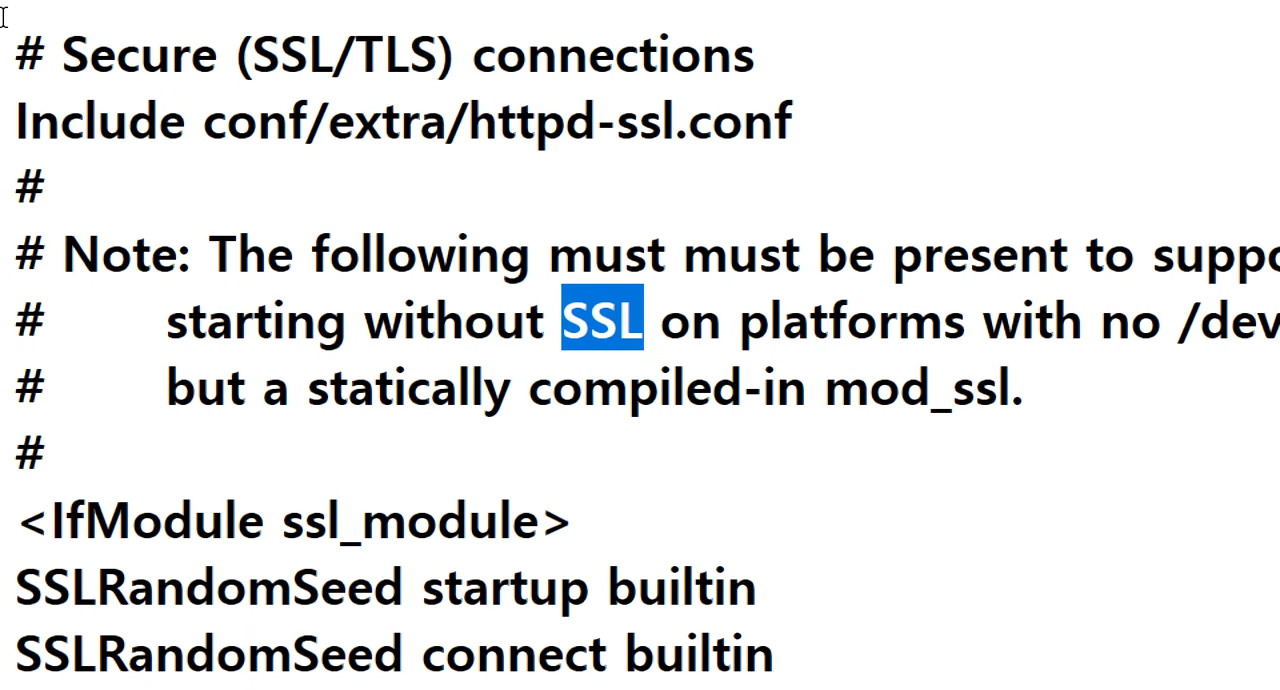 # Secure (SSL/TLS) connections
Include conf/extra/httpd-ssl.conf
#
# Note: The following must must be present to suppo
# starting without SSL on platforms with no /dev
# but a statically compiled-in mod_ssl.
#
<IfModule ssl_module>
SSLRandomSeed startup builtin
SSLRandomSeed connect builtin